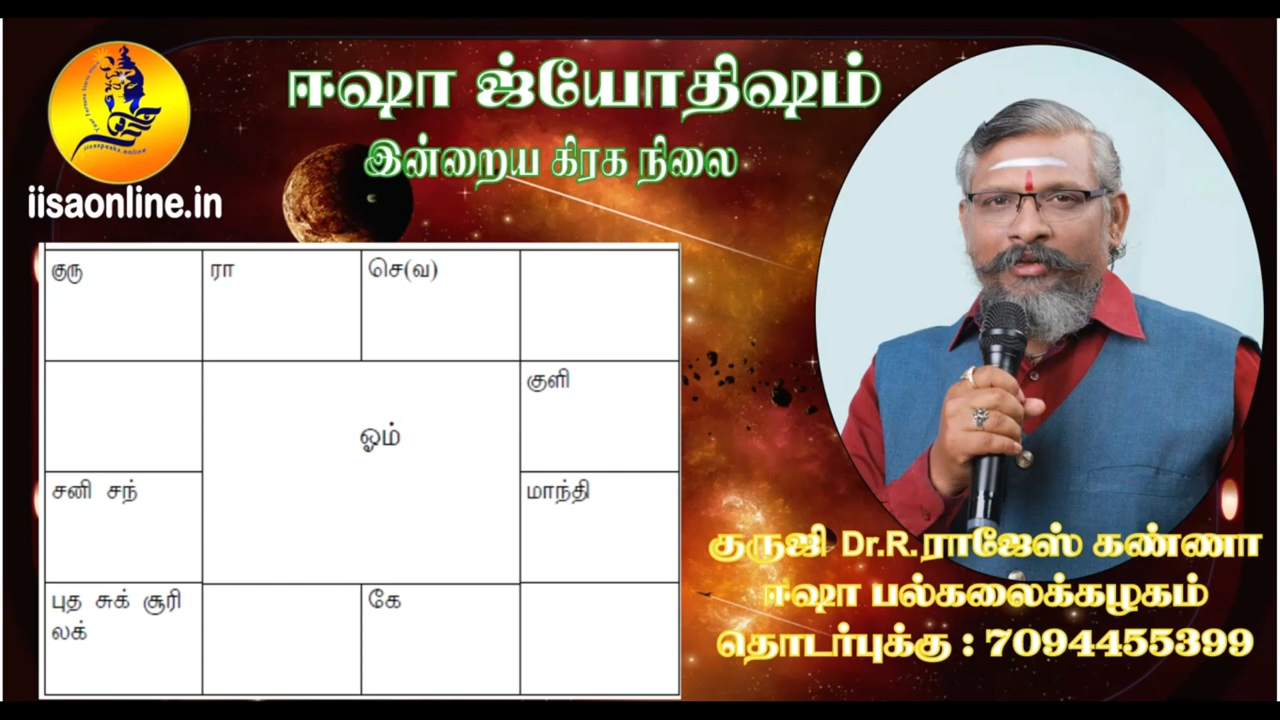 ஈஷா ஜ்யோதிஷம்
இன்றைய கிரக நிலை
iisaonline.in
குரு
ரா
செ(வ)
குளி
ஓம்
சனி சந்
மாந்தி
புத சுக் சூரி
லக்
கே
குருஜி Dr.R.ராஜேஸ் கண்ணா
ஈஷா பல்கலைக்கழகம்
தொடர்புக்கு : 7094455399